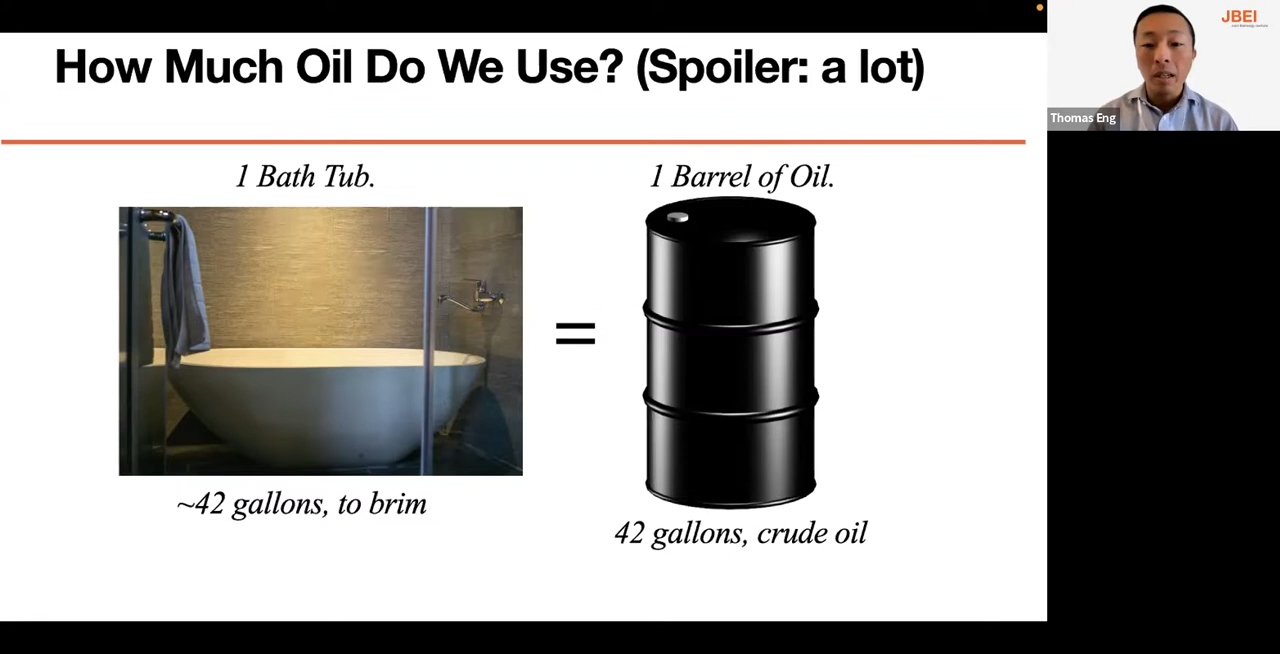 How Much Oil Do We Use? (Spoiler: a lot)
JBEI
Thomas Eng
1 Bath Tub.
1 Barrel of Oil.
=
~42 gallons, to brim
42 gallons, crude oil